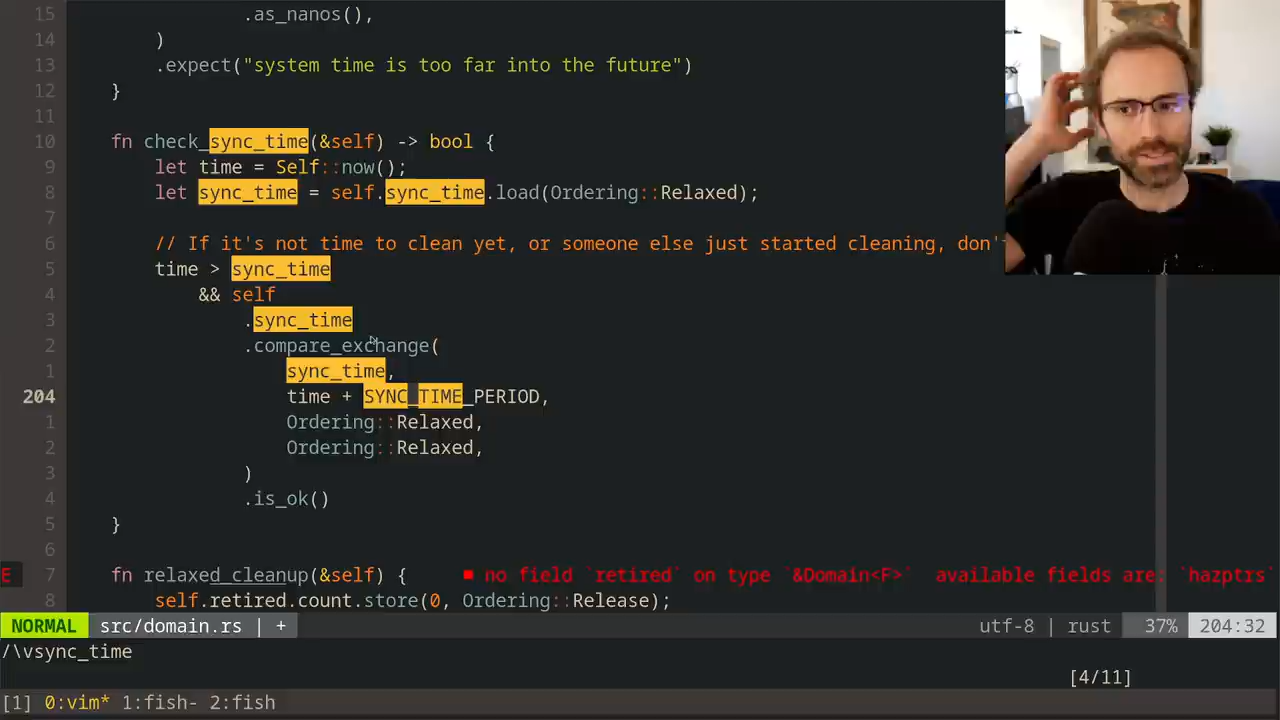 15 .as_nanos(),
14 )
13 .expect("system time is too far into the future")
12 }
11
10 fn check_sync_time(&self) -> bool {
9 let time = Self::now();
8 let sync_time = self.sync_time.load(Ordering::Relaxed);
7
6 // If it's not time to clean yet, or someone else just started cleaning, don'
5 time > sync_time
4 && self
3 .sync_time
2 .compare_exchange(
1 sync_time,
204 time + SYNC_TIME_PERIOD,
1 Ordering::Relaxed,
2 Ordering::Relaxed,
3 )
4 .is_ok()
5 }
6
E 7 fn relaxed_cleanup(&self) { ■ no field `retired` on type `&Domain<F>` available fields are: `hazptrs`
8 self.retired.count.store(0, Ordering::Release);
NORMAL src/domain.rs | + utf-8 | rust 37% 204:32
/\vsync_time
[4/11]
[1] 0:vim* 1:fish- 2:fish